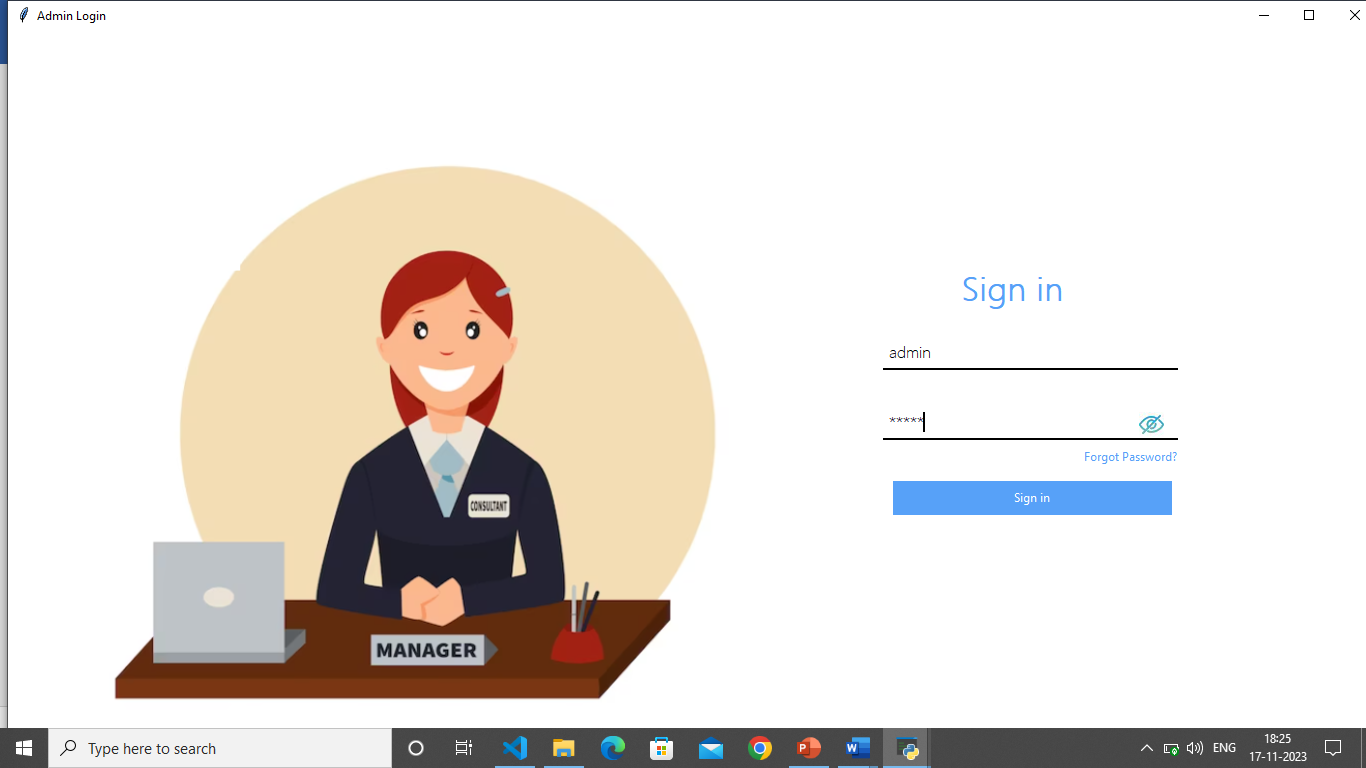 Admin Login
Sign in
admin
*****
Forgot Password?
Sign in
CONSULTANT
MANAGER
Type here to search
ENG
18:25
17-11-2023